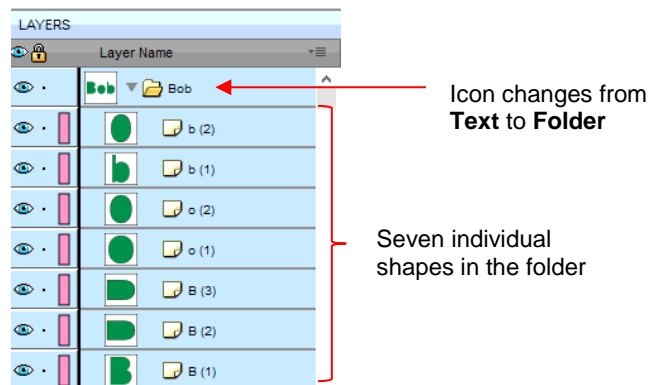 LAYERS
Layer Name
Bob Bob
Icon changes from
Text to Folder
b (2)
b b (1)
o (2)
o (1)
Seven individual
shapes in the folder
B (3)
B (2)
B B (1)